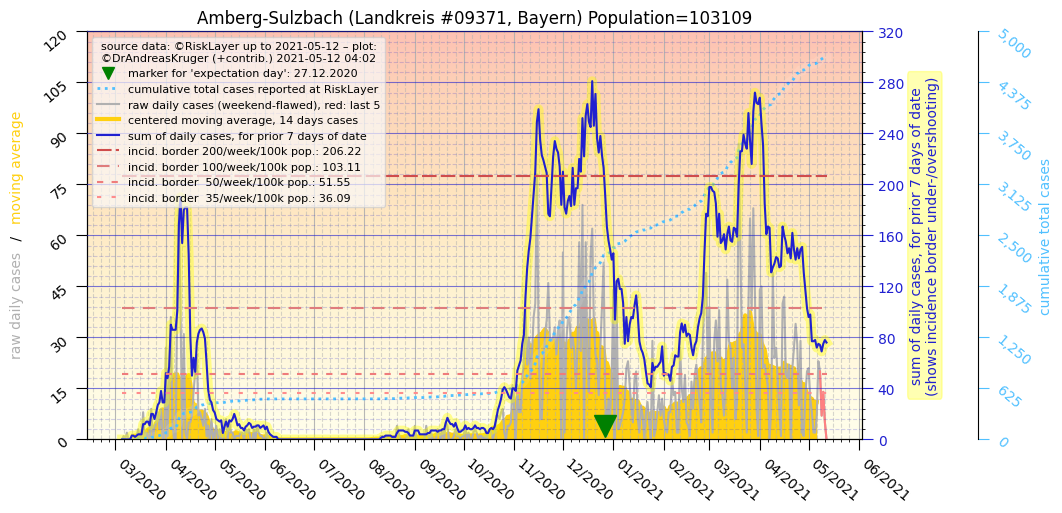 Amberg-Sulzbach (Landkreis #09371, Bayern) Population=103109
source data: ©RiskLayer up to 2021-05-12 – plot:
©DrAndreasKruger (+contrib.) 2021-05-12 04:02
marker for 'expectation day': 27.12.2020
cumulative total cases reported at RiskLayer
raw daily cases (weekend-flawed), red: last 5
centered moving average, 14 days cases
sum of daily cases, for prior 7 days of date
incid. border 200/week/100k pop.: 206.22
incid. border 100/week/100k pop.: 103.11
incid. border  50/week/100k pop.: 51.55
incid. border  35/week/100k pop.: 36.09
raw daily cases  /  moving average
120
105
90
75
60
45
30
15
0
320
280
240
200
160
120
80
40
0
sum of daily cases, for prior 7 days of date
(shows incidence border under-/overshooting)
5,000
4,375
3,750
3,125
2,500
1,875
1,250
625
0
cumulative total cases
03/2020
04/2020
05/2020
06/2020
07/2020
08/2020
09/2020
10/2020
11/2020
12/2020
01/2021
02/2021
03/2021
04/2021
05/2021
06/2021